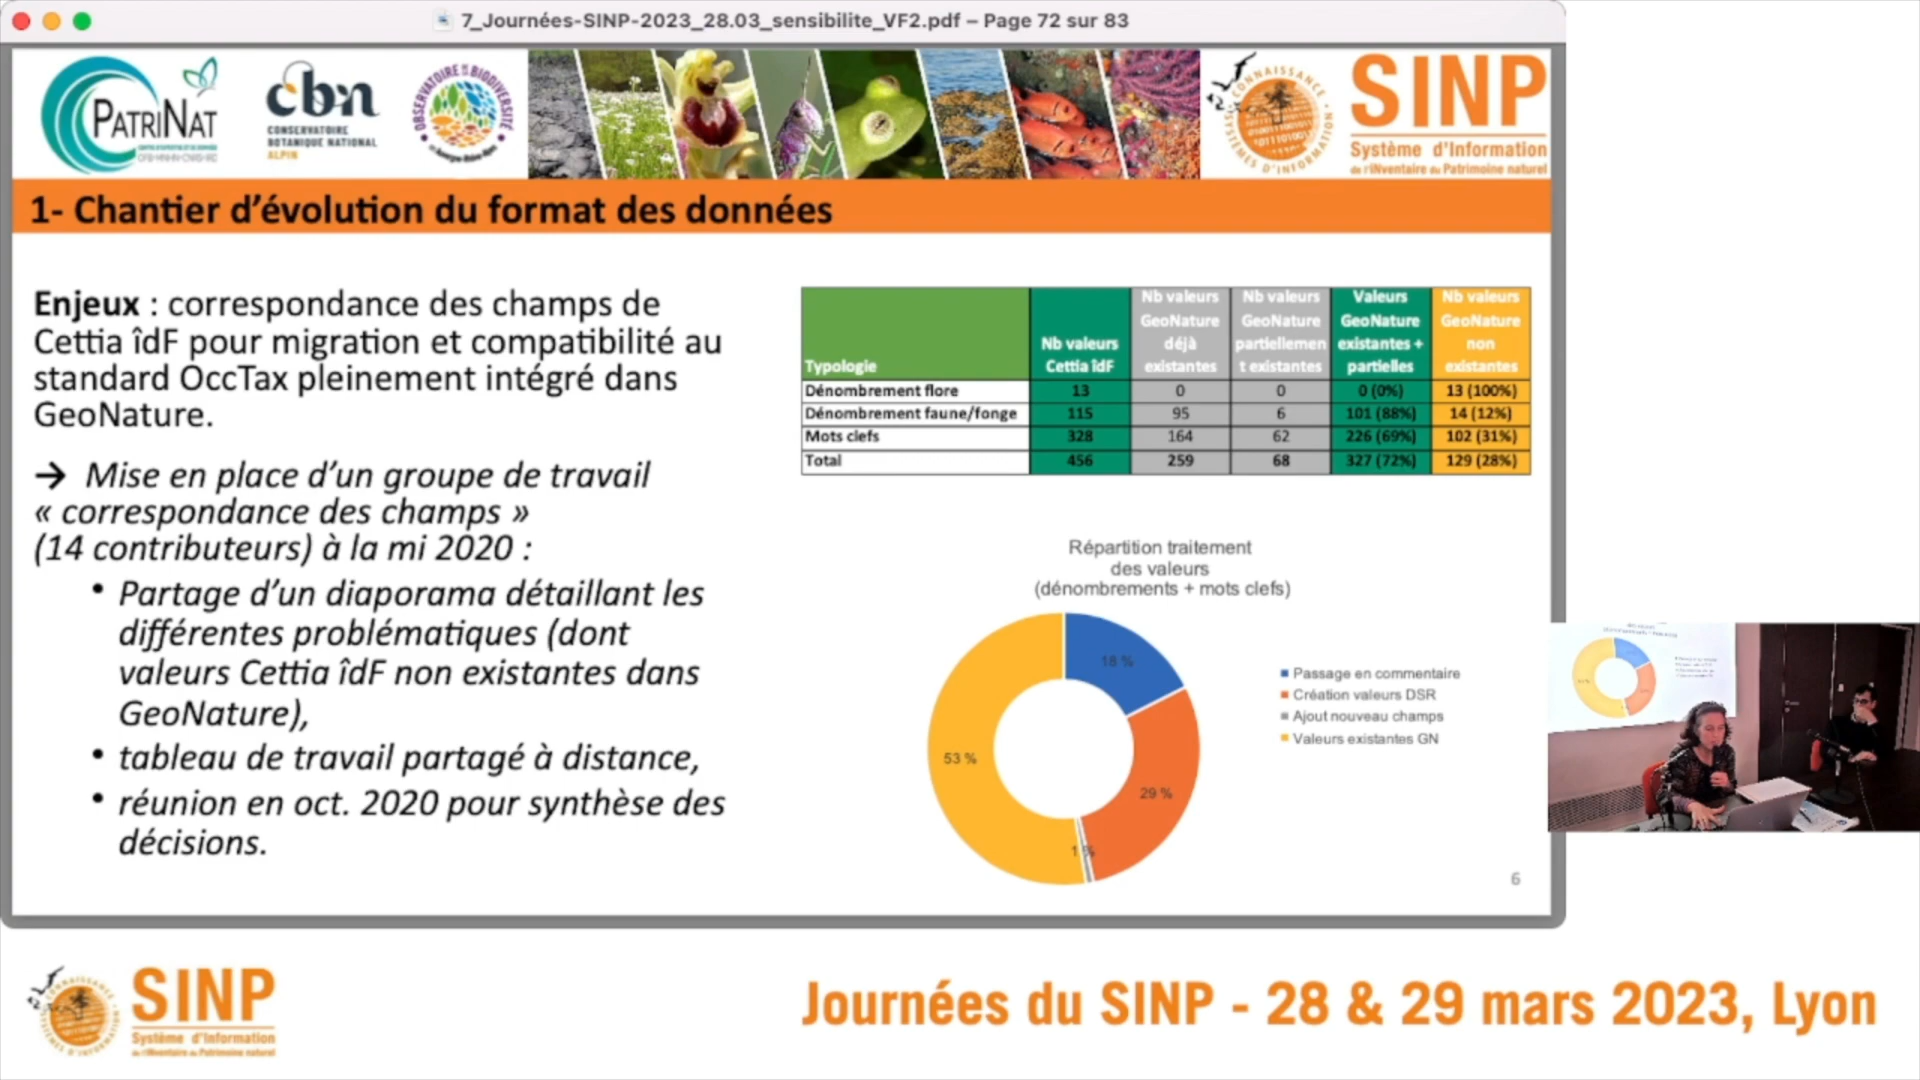 7_Journées-SINP-2023_28.03_sensibilite_VF2.pdf – Page 72 sur 83
PATRINAT
cbn
CONSERVATOIRE
BOTANIQUE NATIONAL
ALPIN
OBSERVATOIRE DE LA BIODIVERSITÉ
CONNAISSANCE
SYSTÈMES D'INFORMATION
SINP
Système d'Information
de l'iNventaire du Patrimoine naturel
1- Chantier d’évolution du format des données
Enjeux : correspondance des champs de
Cettia îdF pour migration et compatibilité au
standard OccTax pleinement intégré dans
GeoNature.
→ Mise en place d’un groupe de travail
« correspondance des champs »
(14 contributeurs) à la mi 2020 :
• Partage d’un diaporama détaillant les
différentes problématiques (dont
valeurs Cettia îdF non existantes dans
GeoNature),
• tableau de travail partagé à distance,
• réunion en oct. 2020 pour synthèse des
décisions.
Typologie | Nb valeurs Cettia îdF | Nb valeurs GeoNature déjà existantes | Nb valeurs GeoNature partiellemen t existantes | Valeurs GeoNature existantes + partielles | Nb valeurs GeoNature non existantes
Dénombrement flore 13 0 0 0 (0%) 13 (100%)
Dénombrement faune/fonge 115 95 6 101 (88%) 14 (12%)
Mots clefs 328 164 62 226 (69%) 102 (31%)
Total 456 259 68 327 (72%) 129 (28%)
Répartition traitement
des valeurs
(dénombrements + mots clefs)
18 %
29 %
1 %
53 %
Passage en commentaire
Création valeurs DSR
Ajout nouveau champs
Valeurs existantes GN
6
SINP
Système d'Information
de l'iNventaire du Patrimoine naturel
Journées du SINP - 28 & 29 mars 2023, Lyon